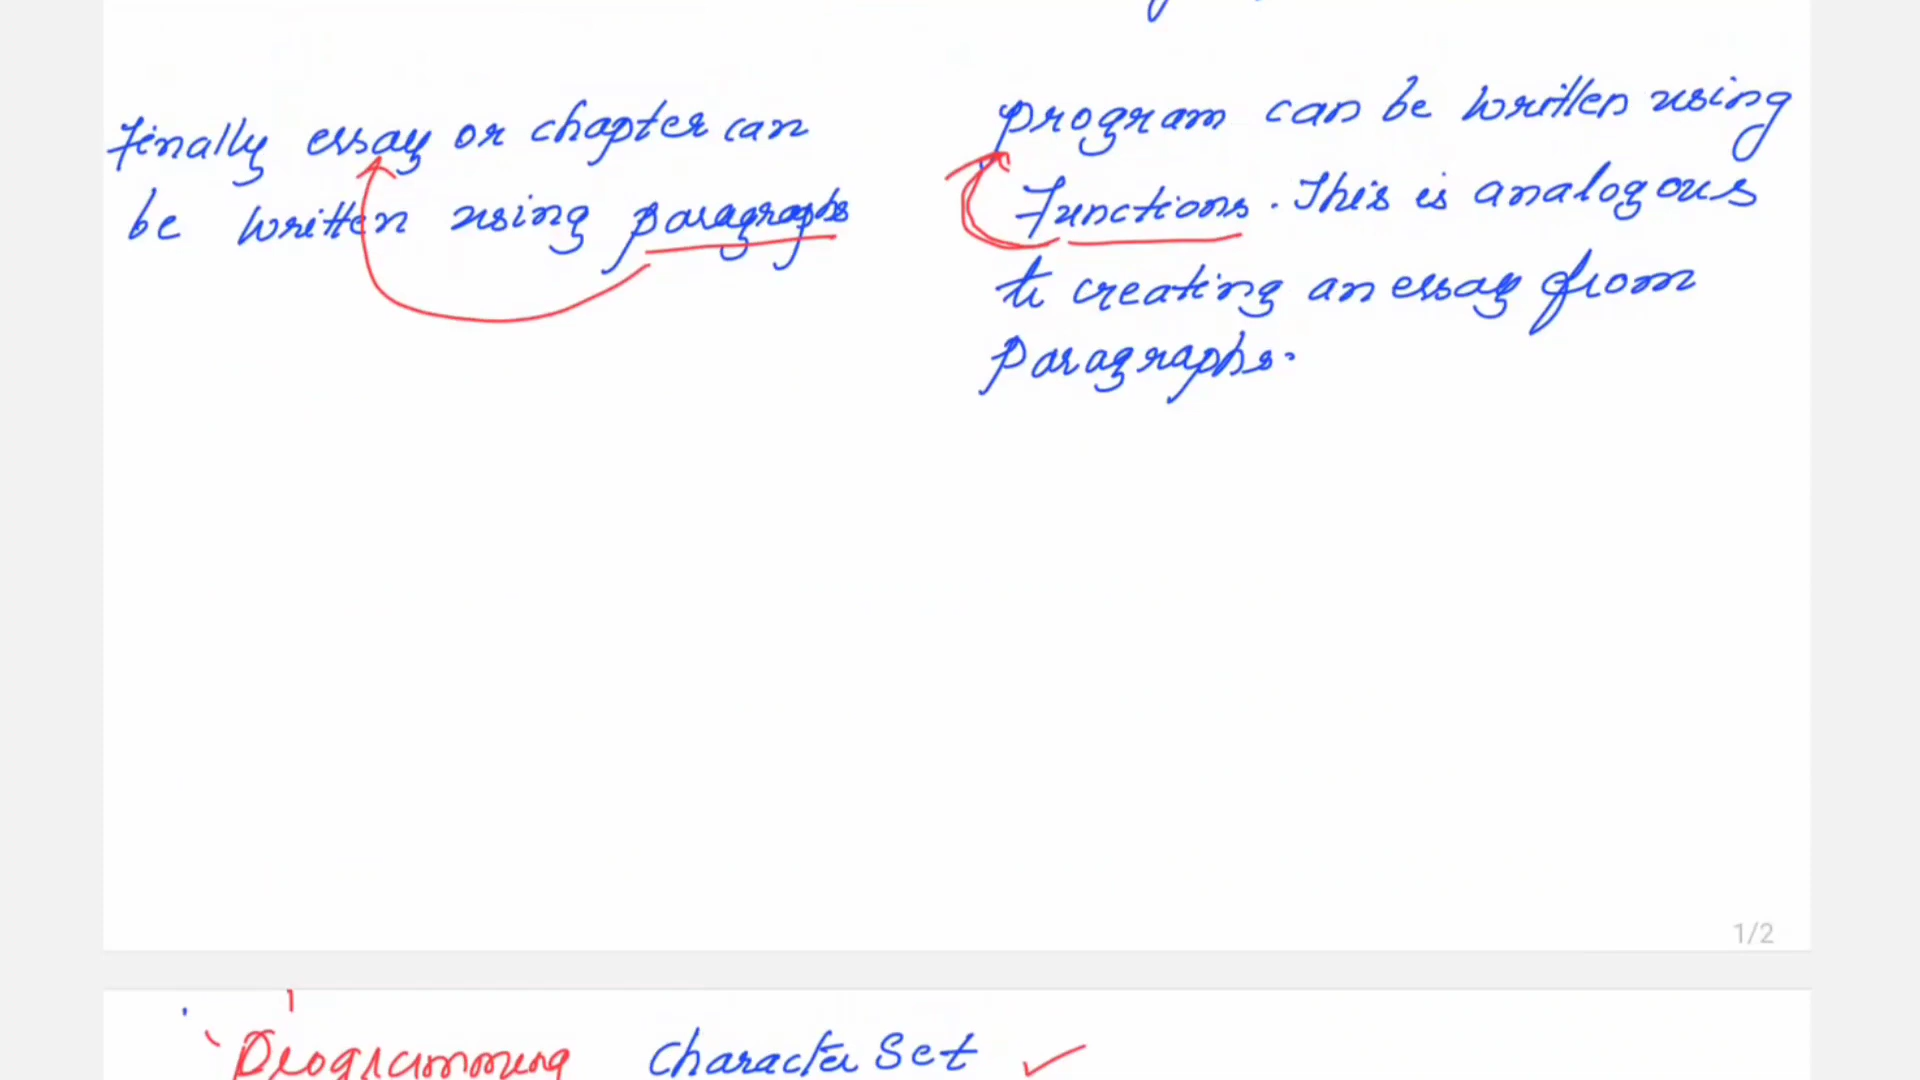 Finally essay or chapter can
be written using paragraphs
program can be written using
Functions. This is analogous
to creating an essay from
paragraphs.
1/2
Programming Character Set